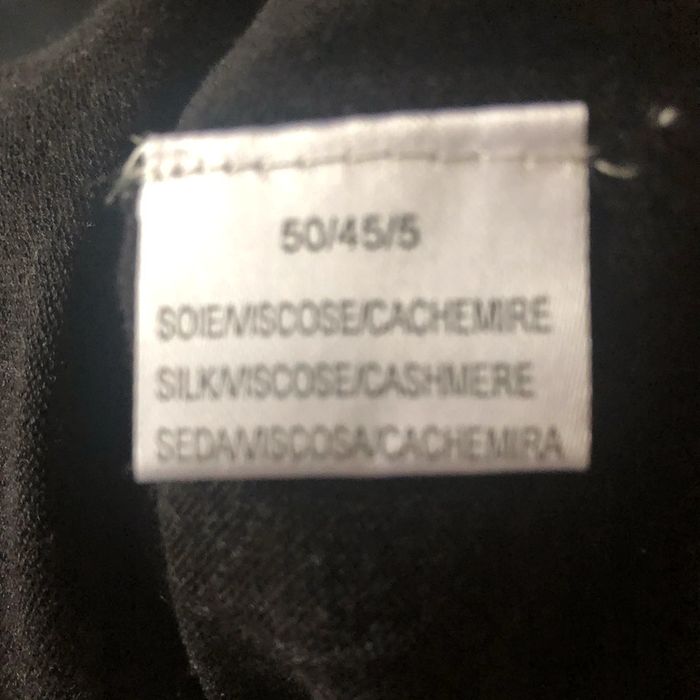 50/45/5
SOIE/VISCOSE/CACHEMIRE
SILK/VISCOSE/CASHMERE
SEDA/VISCOSA/CACHEMIRA